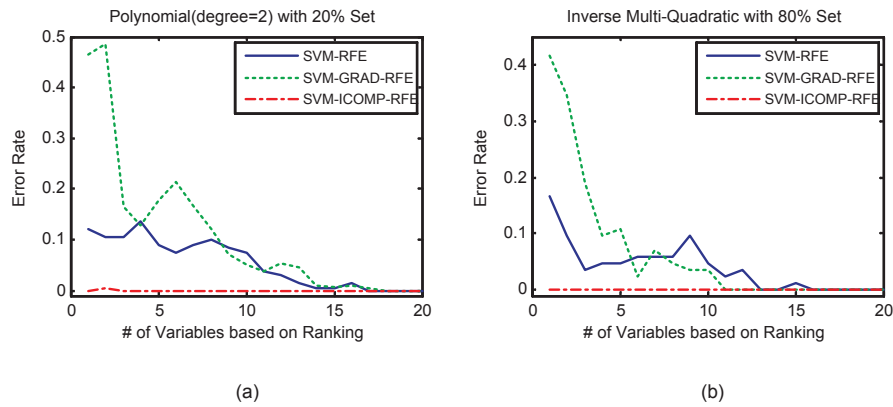 Polynomial(degree=2) with 20% Set
0.5
0.4
0.3
0.2
0.1
0
Error Rate
SVM-RFE
SVM-GRAD-RFE
SVM-ICOMP-RFE
0 5 10 15 20
# of Variables based on Ranking
(a)
Inverse Multi-Quadratic with 80% Set
0.4
0.3
0.2
0.1
0
Error Rate
SVM-RFE
SVM-GRAD-RFE
SVM-ICOMP-RFE
0 5 10 15 20
# of Variables based on Ranking
(b)